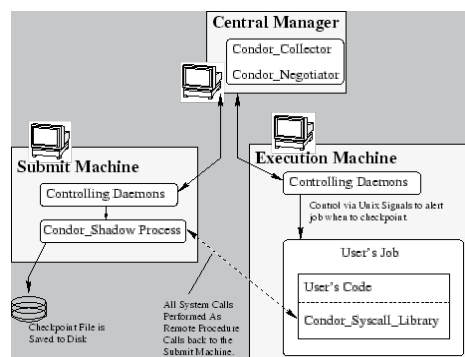 Central Manager
Condor_Collector
Condor_Negotiator
Submit Machine
Controlling Daemons
Condor_Shadow Process
Checkpoint File is
Saved to Disk
All System Calls
Performed As
Remote Procedure
Calls back to the
Submit Machine.
Execution Machine
Controlling Daemons
Control via Unix Signals to alert
job when to checkpoint.
User's Job
User's Code
Condor_Syscall_Library